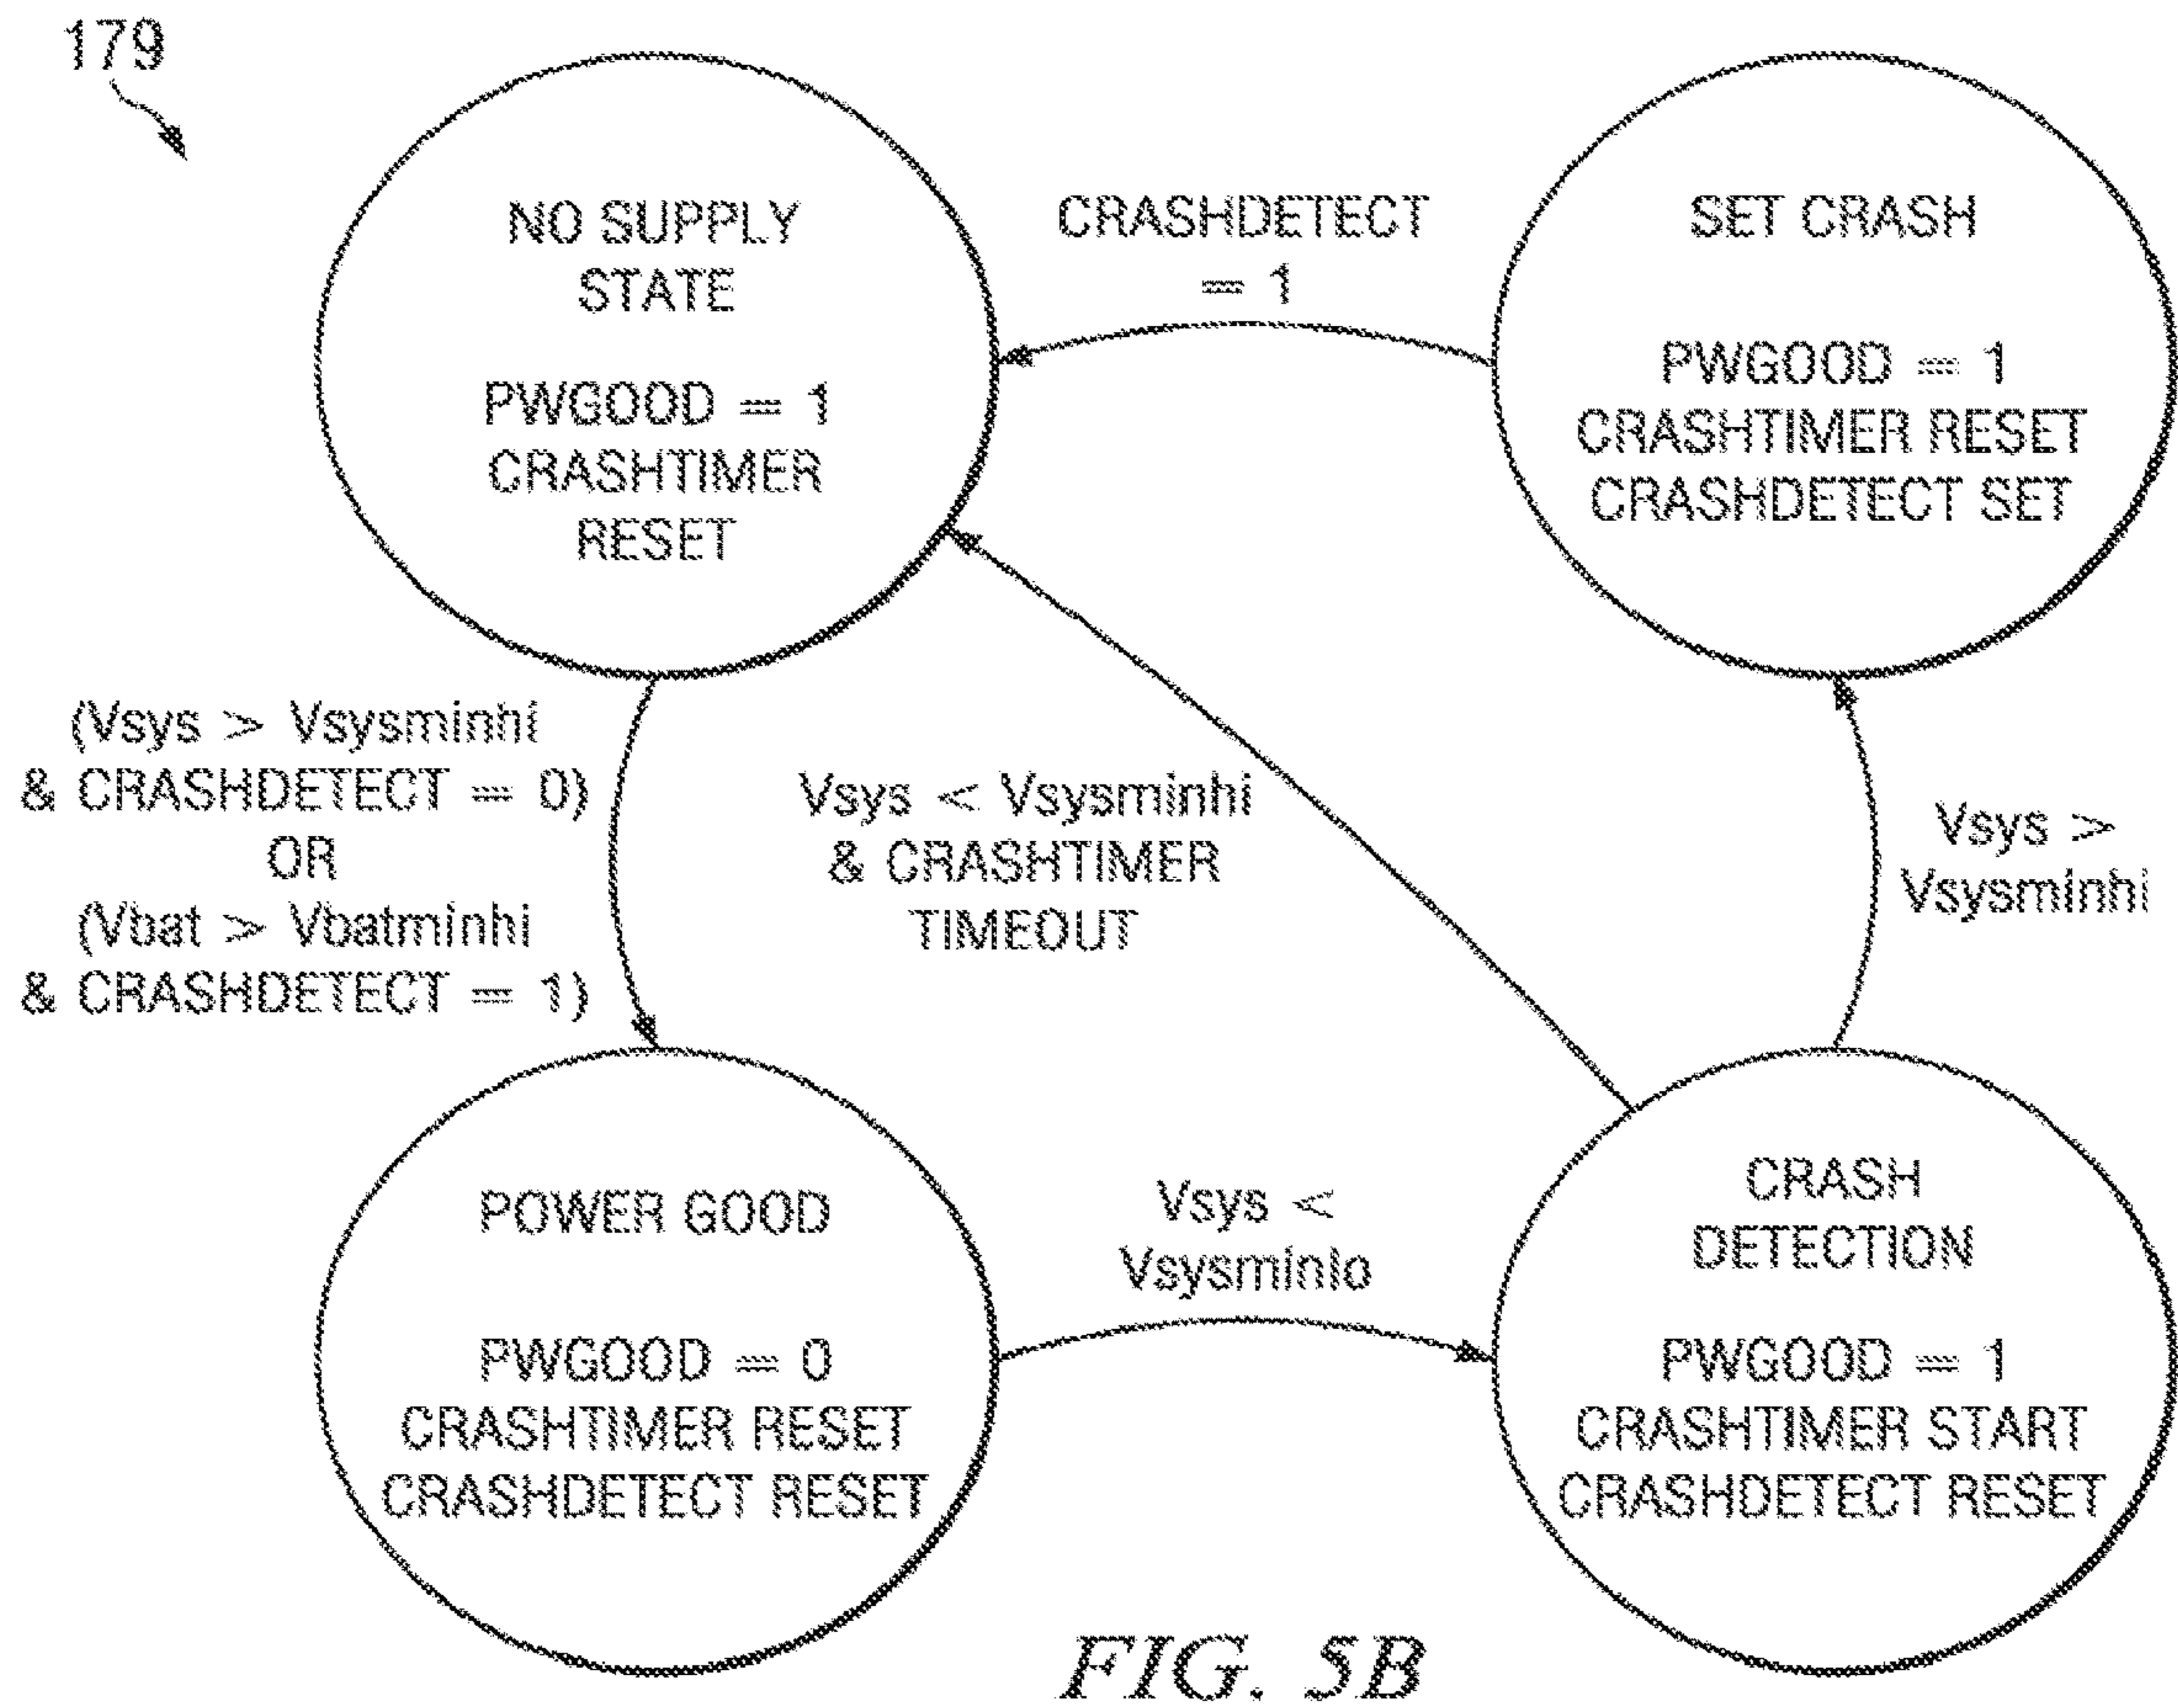 179
NO SUPPLY
STATE
PWGOOD = 1
CRASHTIMER
RESET
CRASHDETECT
= 1
SET CRASH
PWGOOD = 1
CRASHTIMER RESET
CRASHDETECT SET
(Vsys > Vsysminhi
& CRASHDETECT = 0)
OR
(Vbat > Vbatminhi
& CRASHDETECT = 1)
Vsys < Vsysminhi
& CRASHTIMER
TIMEOUT
Vsys >
Vsysminhi
POWER GOOD
PWGOOD = 0
CRASHTIMER RESET
CRASHDETECT RESET
Vsys <
Vsysminlo
CRASH
DETECTION
PWGOOD = 1
CRASHTIMER START
CRASHDETECT RESET
FIG. 5B